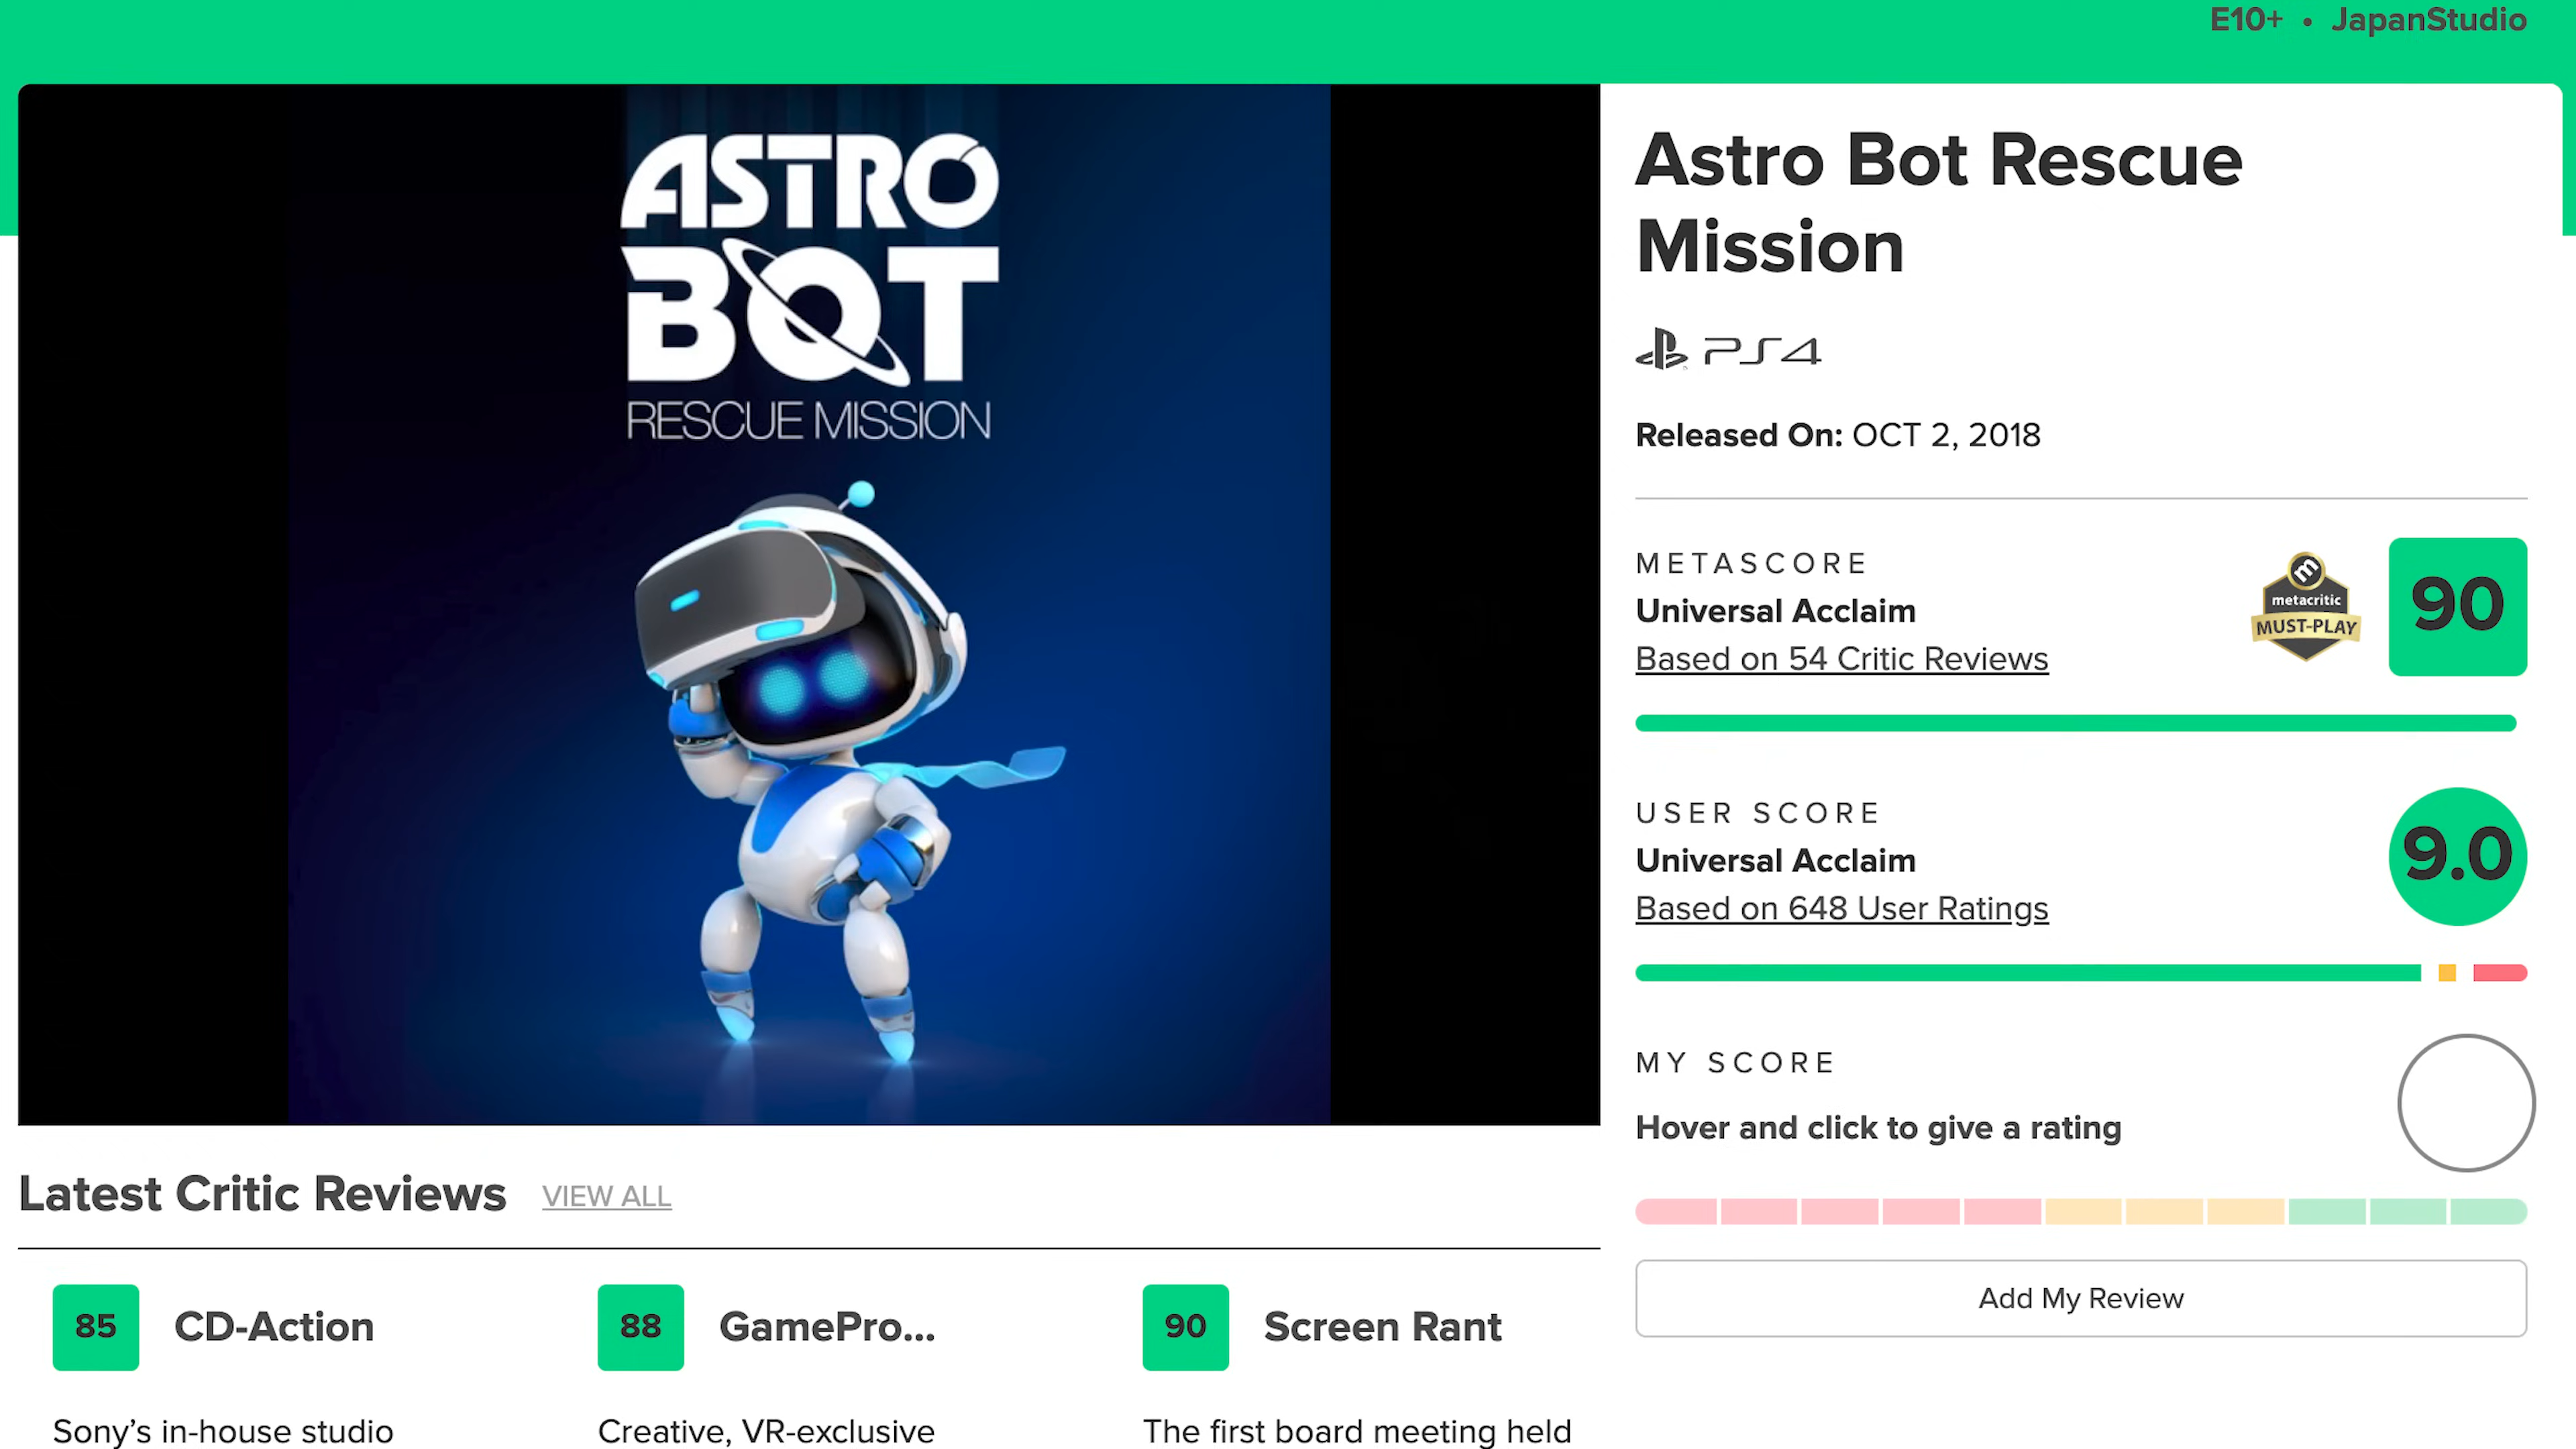 E10+ • JapanStudio
ASTRO
BOT
RESCUE MISSION
Astro Bot Rescue
Mission
PS4
Released On: OCT 2, 2018
METASCORE
Universal Acclaim
Based on 54 Critic Reviews
m
metacritic
MUST-PLAY
90
USER SCORE
Universal Acclaim
Based on 648 User Ratings
9.0
MY SCORE
Hover and click to give a rating
Add My Review
Latest Critic Reviews VIEW ALL
85 CD-Action
88 GamePro...
90 Screen Rant
Sony’s in-house studio
Creative, VR-exclusive
The first board meeting held